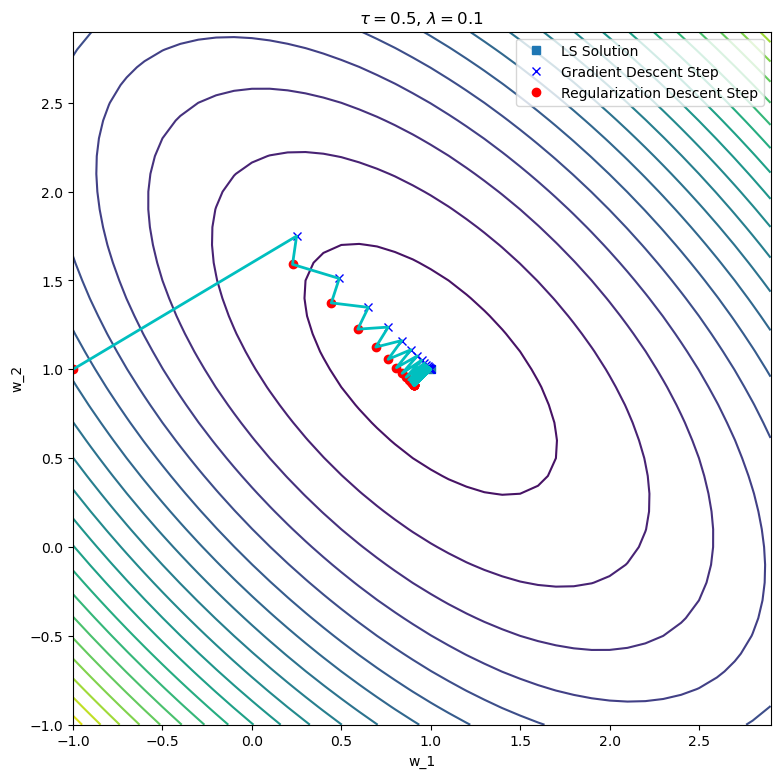 τ = 0.5, λ = 0.1
LS Solution
Gradient Descent Step
Regularization Descent Step
w_2
2.5
2.0
1.5
1.0
0.5
0.0
−0.5
−1.0
−1.0 −0.5 0.0 0.5 1.0 1.5 2.0 2.5
w_1